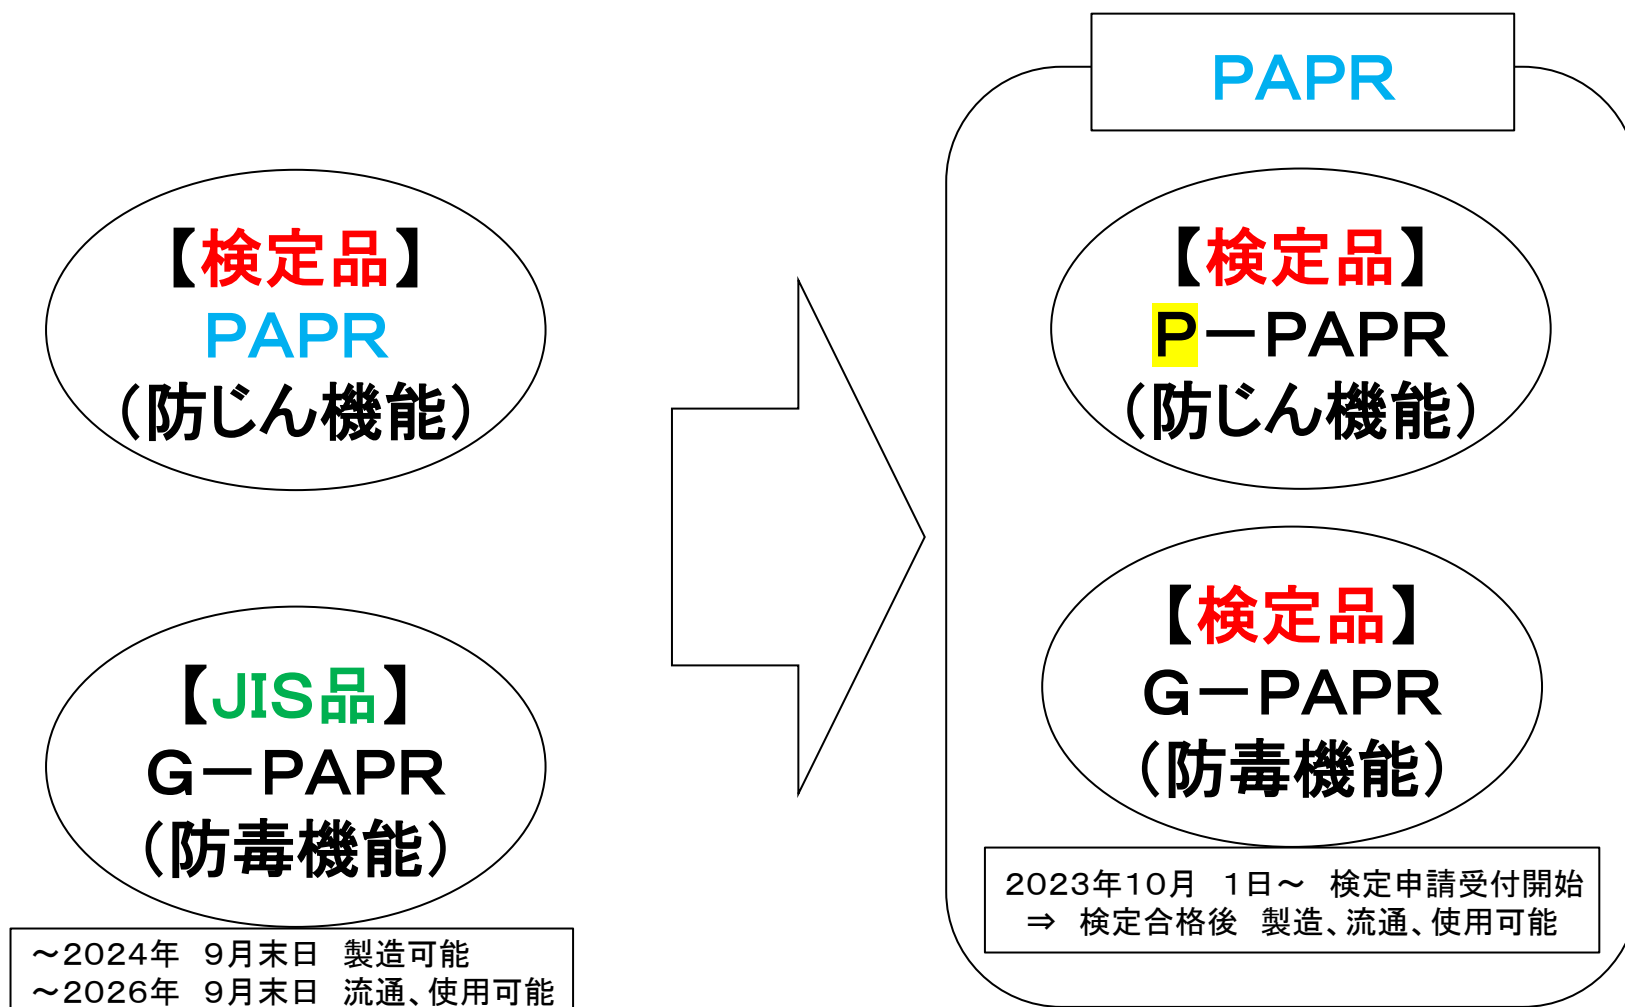 【検定品】
PAPR
（防じん機能）
【JIS品】
G－PAPR
（防毒機能）
～2024年　9月末日　製造可能
～2026年　9月末日　流通、使用可能
PAPR
【検定品】
P－PAPR
（防じん機能）
【検定品】
G－PAPR
（防毒機能）
2023年10月　1日～　検定申請受付開始
⇒　検定合格後　製造、流通、使用可能